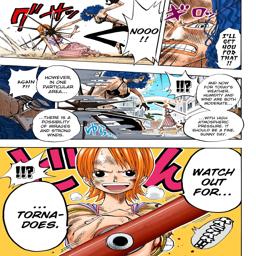 NOOO
!!
I'LL
GET
YOU
FOR
THAT
!!
AND NOW
FOR TODAY'S
WEATHER.
HUMIDITY AND
WIND ARE
BOTH
MODERATE.
WITH HIGH
ATMOSPHERIC
PRESSURE, IT
SHOULD BE A
FINE, SUNNY
DAY.
HOWEVER,
IN ONE
PARTICULAR
AREA...
THERE IS A
POSSIBILITY
OF MIRAGES
AND STRONG
WINDS.
AGAIN
?!
!!?
WATCH
OUT
FOR...
!!?
...
TORNA-
DOES.